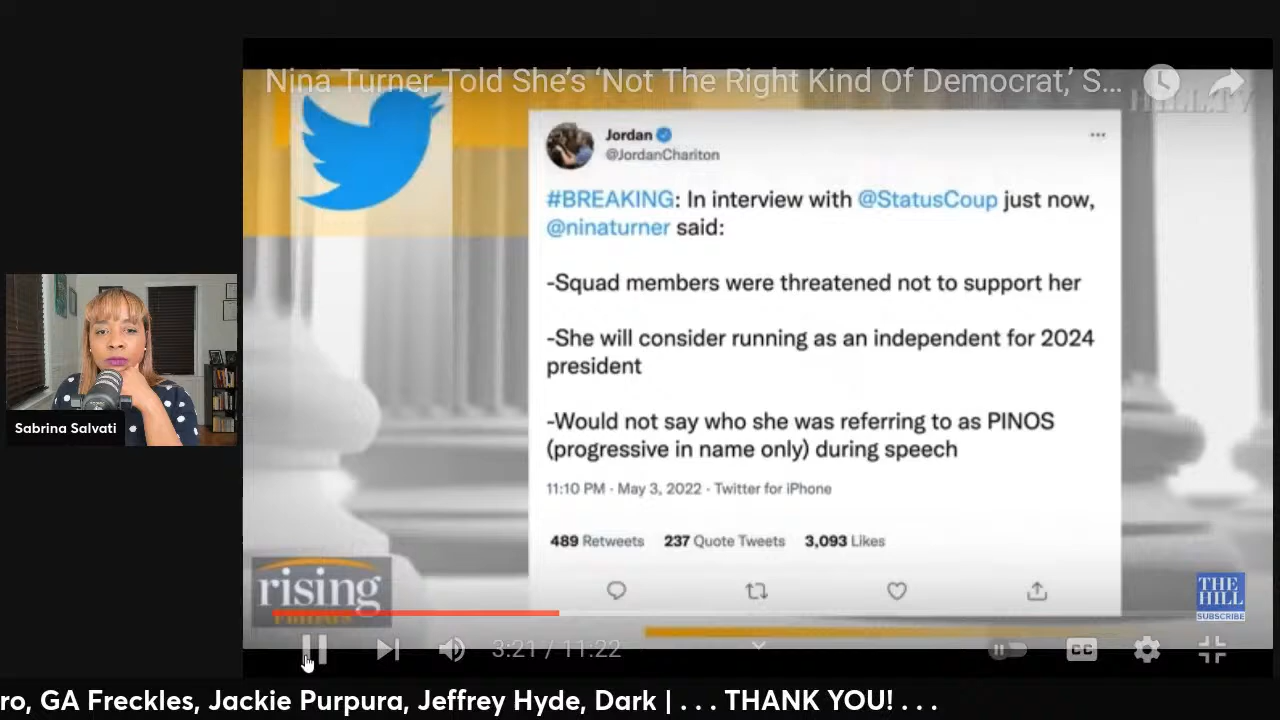 Nina Turner Told She's 'Not The Right Kind Of Democrat,' S...
HILL.TV
Jordan
@JordanChariton
#BREAKING: In interview with @StatusCoup just now,
@ninaturner said:
-Squad members were threatened not to support her
-She will consider running as an independent for 2024
president
-Would not say who she was referring to as PINOS
(progressive in name only) during speech
11:10 PM · May 3, 2022 · Twitter for iPhone
489 Retweets 237 Quote Tweets 3,093 Likes
Sabrina Salvati
rising
THE
HILL
SUBSCRIBE
3:21 / 11:22
CC
ro, GA Freckles, Jackie Purpura, Jeffrey Hyde, Dark | . . . THANK YOU! . . .